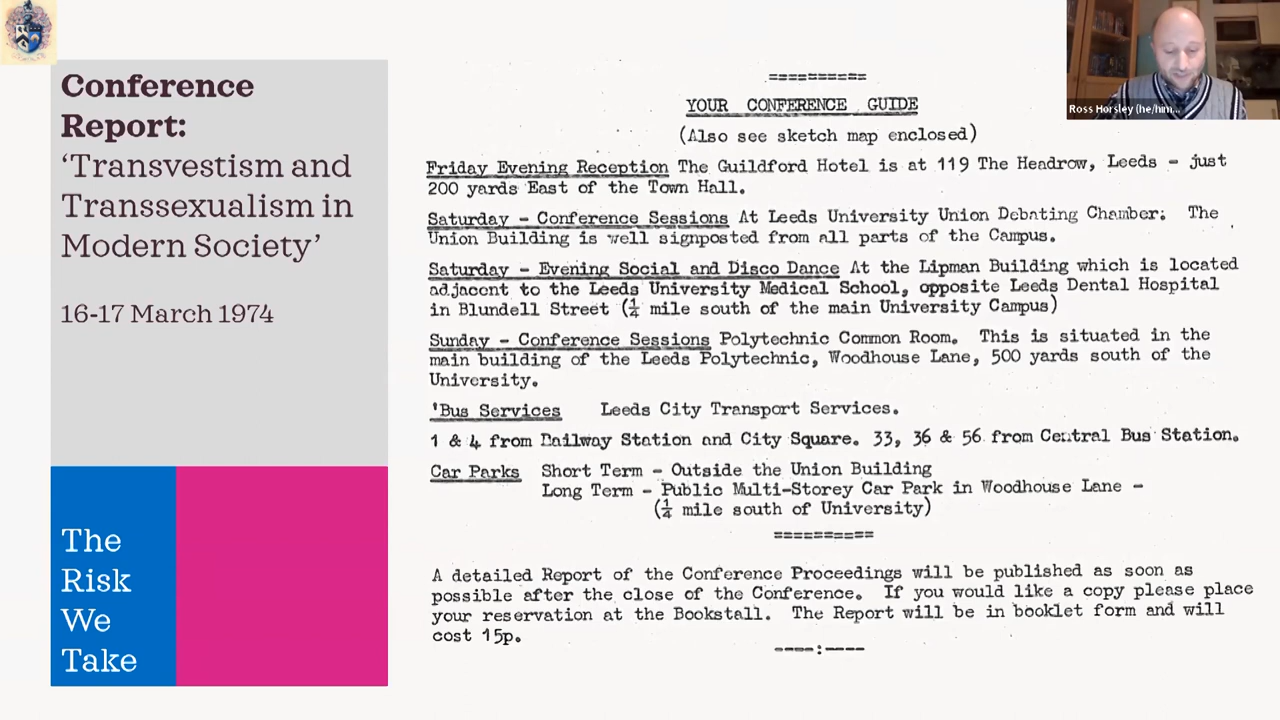 Conference
Report:
‘Transvestism and
Transsexualism in
Modern Society’
16-17 March 1974
The
Risk
We
Take
==========
YOUR CONFERENCE GUIDE
(Also see sketch map enclosed)
Friday Evening Reception The Guildford Hotel is at 119 The Headrow, Leeds - just
200 yards East of the Town Hall.
Saturday - Conference Sessions At Leeds University Union Debating Chamber: The
Union Building is well signposted from all parts of the Campus.
Saturday - Evening Social and Disco Dance At the Lipman Building which is located
adjacent to the Leeds University Medical School, opposite Leeds Dental Hospital
in Blundell Street (¼ mile south of the main University Campus)
Sunday - Conference Sessions Polytechnic Common Room. This is situated in the
main building of the Leeds Polytechnic, Woodhouse Lane, 500 yards south of the
University.
'Bus Services Leeds City Transport Services.
1 & 4 from Railway Station and City Square. 33, 36 & 56 from Central Bus Station.
Car Parks Short Term - Outside the Union Building
Long Term - Public Multi-Storey Car Park in Woodhouse Lane -
(¼ mile south of University)
==========
A detailed Report of the Conference Proceedings will be published as soon as
possible after the close of the Conference. If you would like a copy please place
your reservation at the Bookstall. The Report will be in booklet form and will
cost 15p.
----:----
Ross Horsley (he/him...